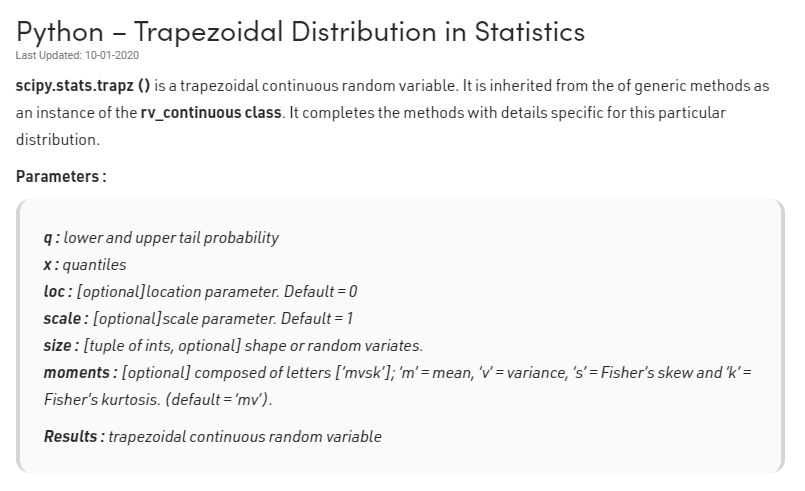 Python – Trapezoidal Distribution in Statistics
Last Updated: 10-01-2020
scipy.stats.trapz () is a trapezoidal continuous random variable. It is inherited from the of generic methods as
an instance of the rv_continuous class. It completes the methods with details specific for this particular
distribution.
Parameters :
q : lower and upper tail probability
x : quantiles
loc : [optional]location parameter. Default = 0
scale : [optional]scale parameter. Default = 1
size : [tuple of ints, optional] shape or random variates.
moments : [optional] composed of letters [‘mvsk’]; ‘m’ = mean, ‘v’ = variance, ‘s’ = Fisher’s skew and ‘k’ =
Fisher’s kurtosis. (default = ‘mv’).
Results : trapezoidal continuous random variable